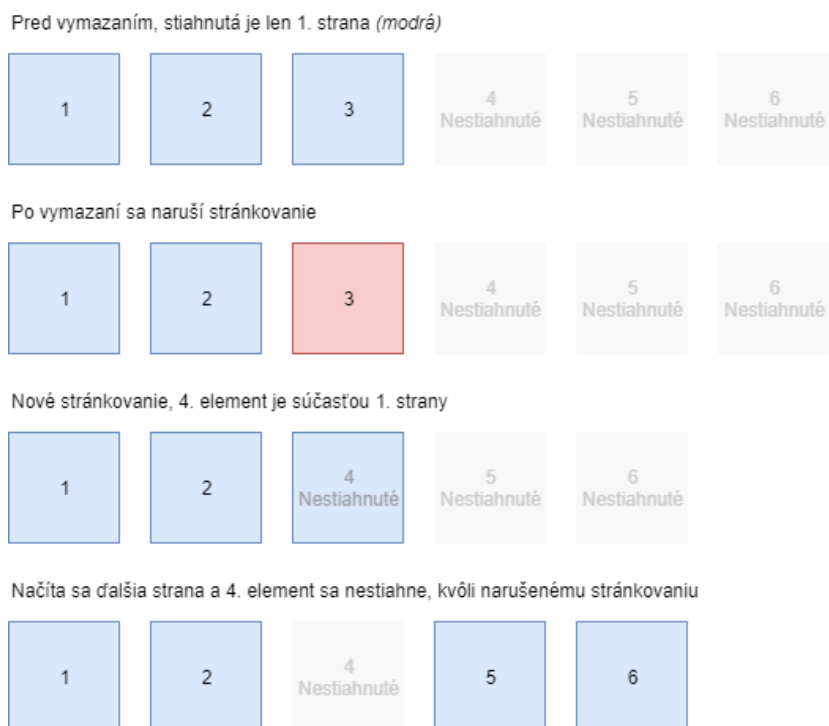 Pred vymazaním, stiahnutá je len 1. strana (modrá)
1 2 3 4 5 6
Nestiahnuté Nestiahnuté Nestiahnuté
Po vymazaní sa naruší stránkovanie
1 2 3 4 5 6
Nestiahnuté Nestiahnuté Nestiahnuté
Nové stránkovanie, 4. element je súčasťou 1. strany
1 2 4 5 6
Nestiahnuté Nestiahnuté Nestiahnuté
Načíta sa ďalšia strana a 4. element sa nestiahne, kvôli narušenému stránkovaniu
1 2 4 5 6
Nestiahnuté